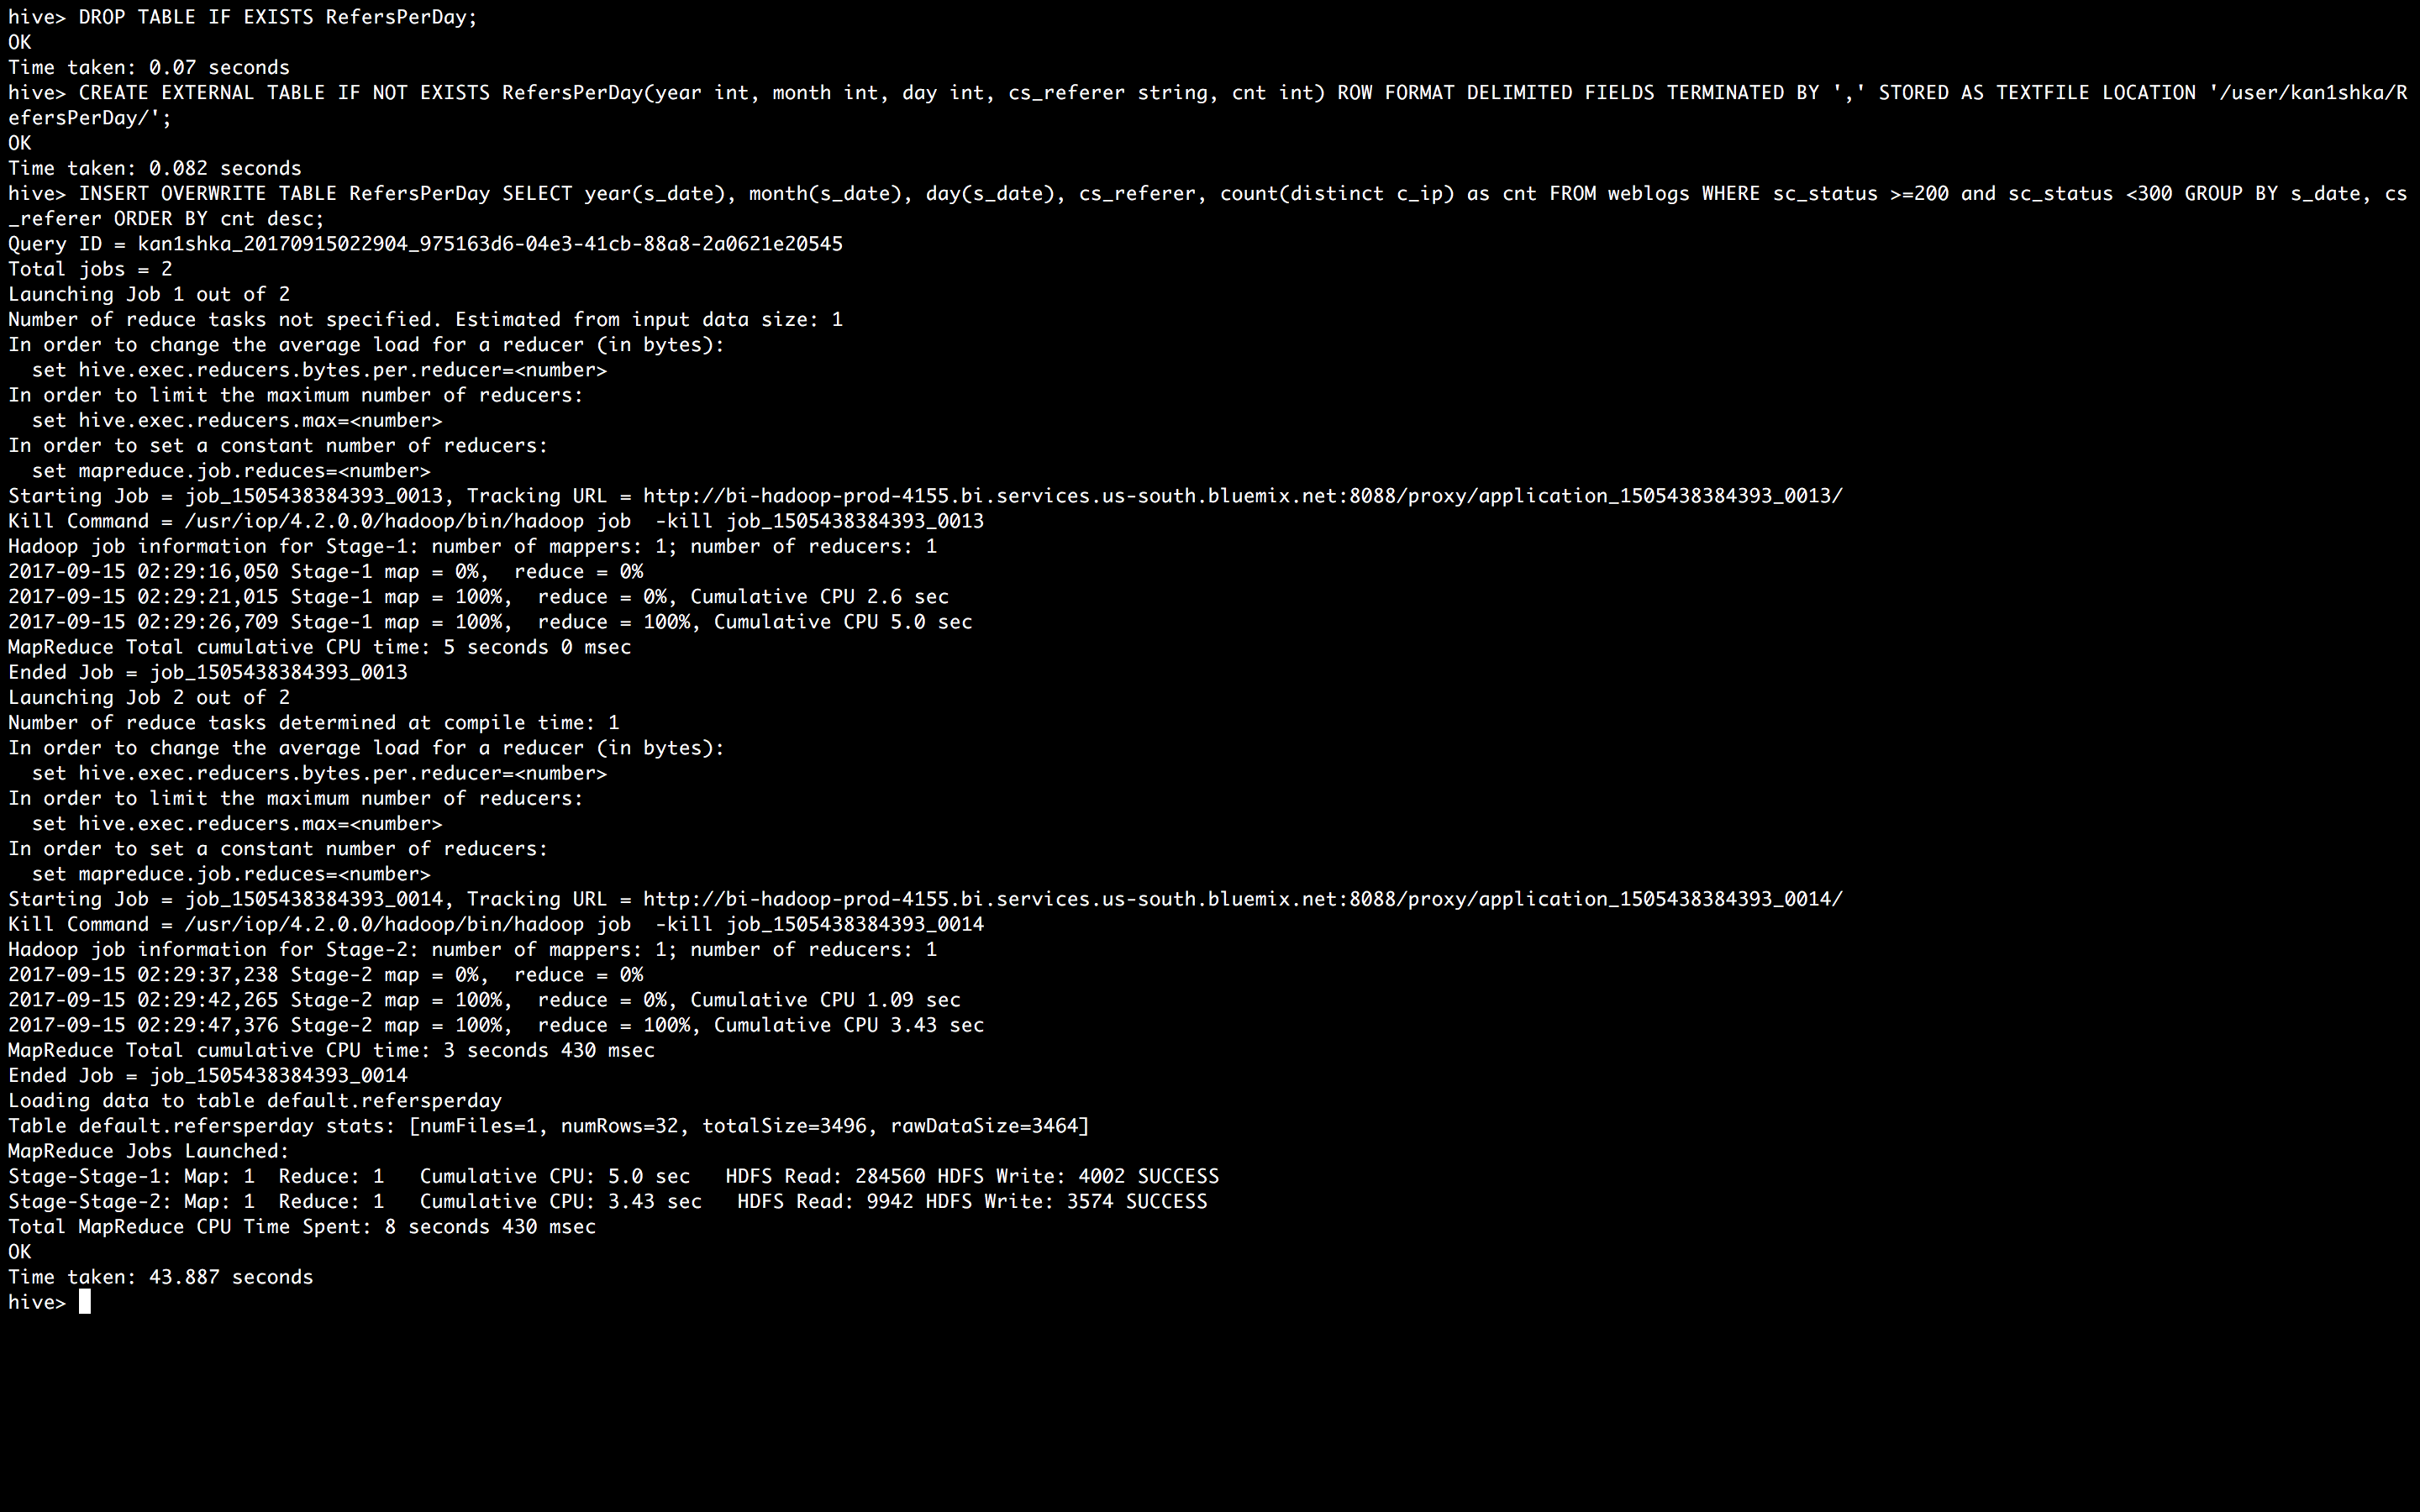 hive> DROP TABLE IF EXISTS RefersPerDay;
OK
Time taken: 0.07 seconds
hive> CREATE EXTERNAL TABLE IF NOT EXISTS RefersPerDay(year int, month int, day int, cs_referer string, cnt int) ROW FORMAT DELIMITED FIELDS TERMINATED BY ',' STORED AS TEXTFILE LOCATION '/user/kan1shka/R
efersPerDay/';
OK
Time taken: 0.082 seconds
hive> INSERT OVERWRITE TABLE RefersPerDay SELECT year(s_date), month(s_date), day(s_date), cs_referer, count(distinct c_ip) as cnt FROM weblogs WHERE sc_status >=200 and sc_status <300 GROUP BY s_date, cs
_referer ORDER BY cnt desc;
Query ID = kan1shka_20170915022904_975163d6-04e3-41cb-88a8-2a0621e20545
Total jobs = 2
Launching Job 1 out of 2
Number of reduce tasks not specified. Estimated from input data size: 1
In order to change the average load for a reducer (in bytes):
  set hive.exec.reducers.bytes.per.reducer=<number>
In order to limit the maximum number of reducers:
  set hive.exec.reducers.max=<number>
In order to set a constant number of reducers:
  set mapreduce.job.reduces=<number>
Starting Job = job_1505438384393_0013, Tracking URL = http://bi-hadoop-prod-4155.bi.services.us-south.bluemix.net:8088/proxy/application_1505438384393_0013/
Kill Command = /usr/iop/4.2.0.0/hadoop/bin/hadoop job  -kill job_1505438384393_0013
Hadoop job information for Stage-1: number of mappers: 1; number of reducers: 1
2017-09-15 02:29:16,050 Stage-1 map = 0%,  reduce = 0%
2017-09-15 02:29:21,015 Stage-1 map = 100%,  reduce = 0%, Cumulative CPU 2.6 sec
2017-09-15 02:29:26,709 Stage-1 map = 100%,  reduce = 100%, Cumulative CPU 5.0 sec
MapReduce Total cumulative CPU time: 5 seconds 0 msec
Ended Job = job_1505438384393_0013
Launching Job 2 out of 2
Number of reduce tasks determined at compile time: 1
In order to change the average load for a reducer (in bytes):
  set hive.exec.reducers.bytes.per.reducer=<number>
In order to limit the maximum number of reducers:
  set hive.exec.reducers.max=<number>
In order to set a constant number of reducers:
  set mapreduce.job.reduces=<number>
Starting Job = job_1505438384393_0014, Tracking URL = http://bi-hadoop-prod-4155.bi.services.us-south.bluemix.net:8088/proxy/application_1505438384393_0014/
Kill Command = /usr/iop/4.2.0.0/hadoop/bin/hadoop job  -kill job_1505438384393_0014
Hadoop job information for Stage-2: number of mappers: 1; number of reducers: 1
2017-09-15 02:29:37,238 Stage-2 map = 0%,  reduce = 0%
2017-09-15 02:29:42,265 Stage-2 map = 100%,  reduce = 0%, Cumulative CPU 1.09 sec
2017-09-15 02:29:47,376 Stage-2 map = 100%,  reduce = 100%, Cumulative CPU 3.43 sec
MapReduce Total cumulative CPU time: 3 seconds 430 msec
Ended Job = job_1505438384393_0014
Loading data to table default.refersperday
Table default.refersperday stats: [numFiles=1, numRows=32, totalSize=3496, rawDataSize=3464]
MapReduce Jobs Launched:
Stage-Stage-1: Map: 1  Reduce: 1   Cumulative CPU: 5.0 sec   HDFS Read: 284560 HDFS Write: 4002 SUCCESS
Stage-Stage-2: Map: 1  Reduce: 1   Cumulative CPU: 3.43 sec   HDFS Read: 9942 HDFS Write: 3574 SUCCESS
Total MapReduce CPU Time Spent: 8 seconds 430 msec
OK
Time taken: 43.887 seconds
hive>